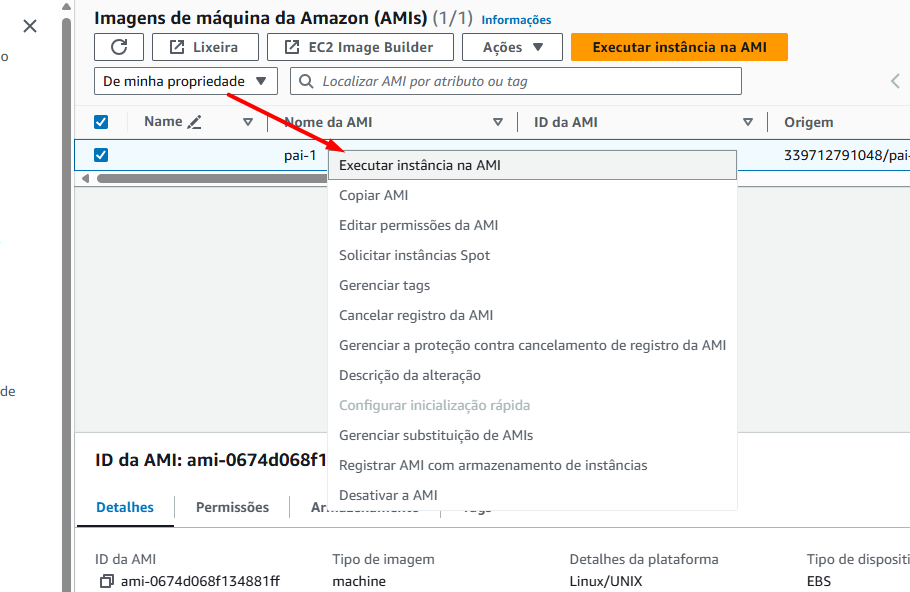 Imagens de máquina da Amazon (AMIs) (1/1) Informações
Lixeira EC2 Image Builder Ações Executar instância na AMI
De minha propriedade Localizar AMI por atributo ou tag
o
Name Nome da AMI ID da AMI Origem
pai-1 339712791048/pai-
Executar instância na AMI
Copiar AMI
Editar permissões da AMI
Solicitar instâncias Spot
Gerenciar tags
Cancelar registro da AMI
Gerenciar a proteção contra cancelamento de registro da AMI
Descrição da alteração
de
Configurar inicialização rápida
Gerenciar substituição de AMIs
Registrar AMI com armazenamento de instâncias
Desativar a AMI
ID da AMI: ami-0674d068f1
Detalhes Permissões Armazenamento Tags
ID da AMI Tipo de imagem Detalhes da plataforma Tipo de dispositi
ami-0674d068f134881ff machine Linux/UNIX EBS